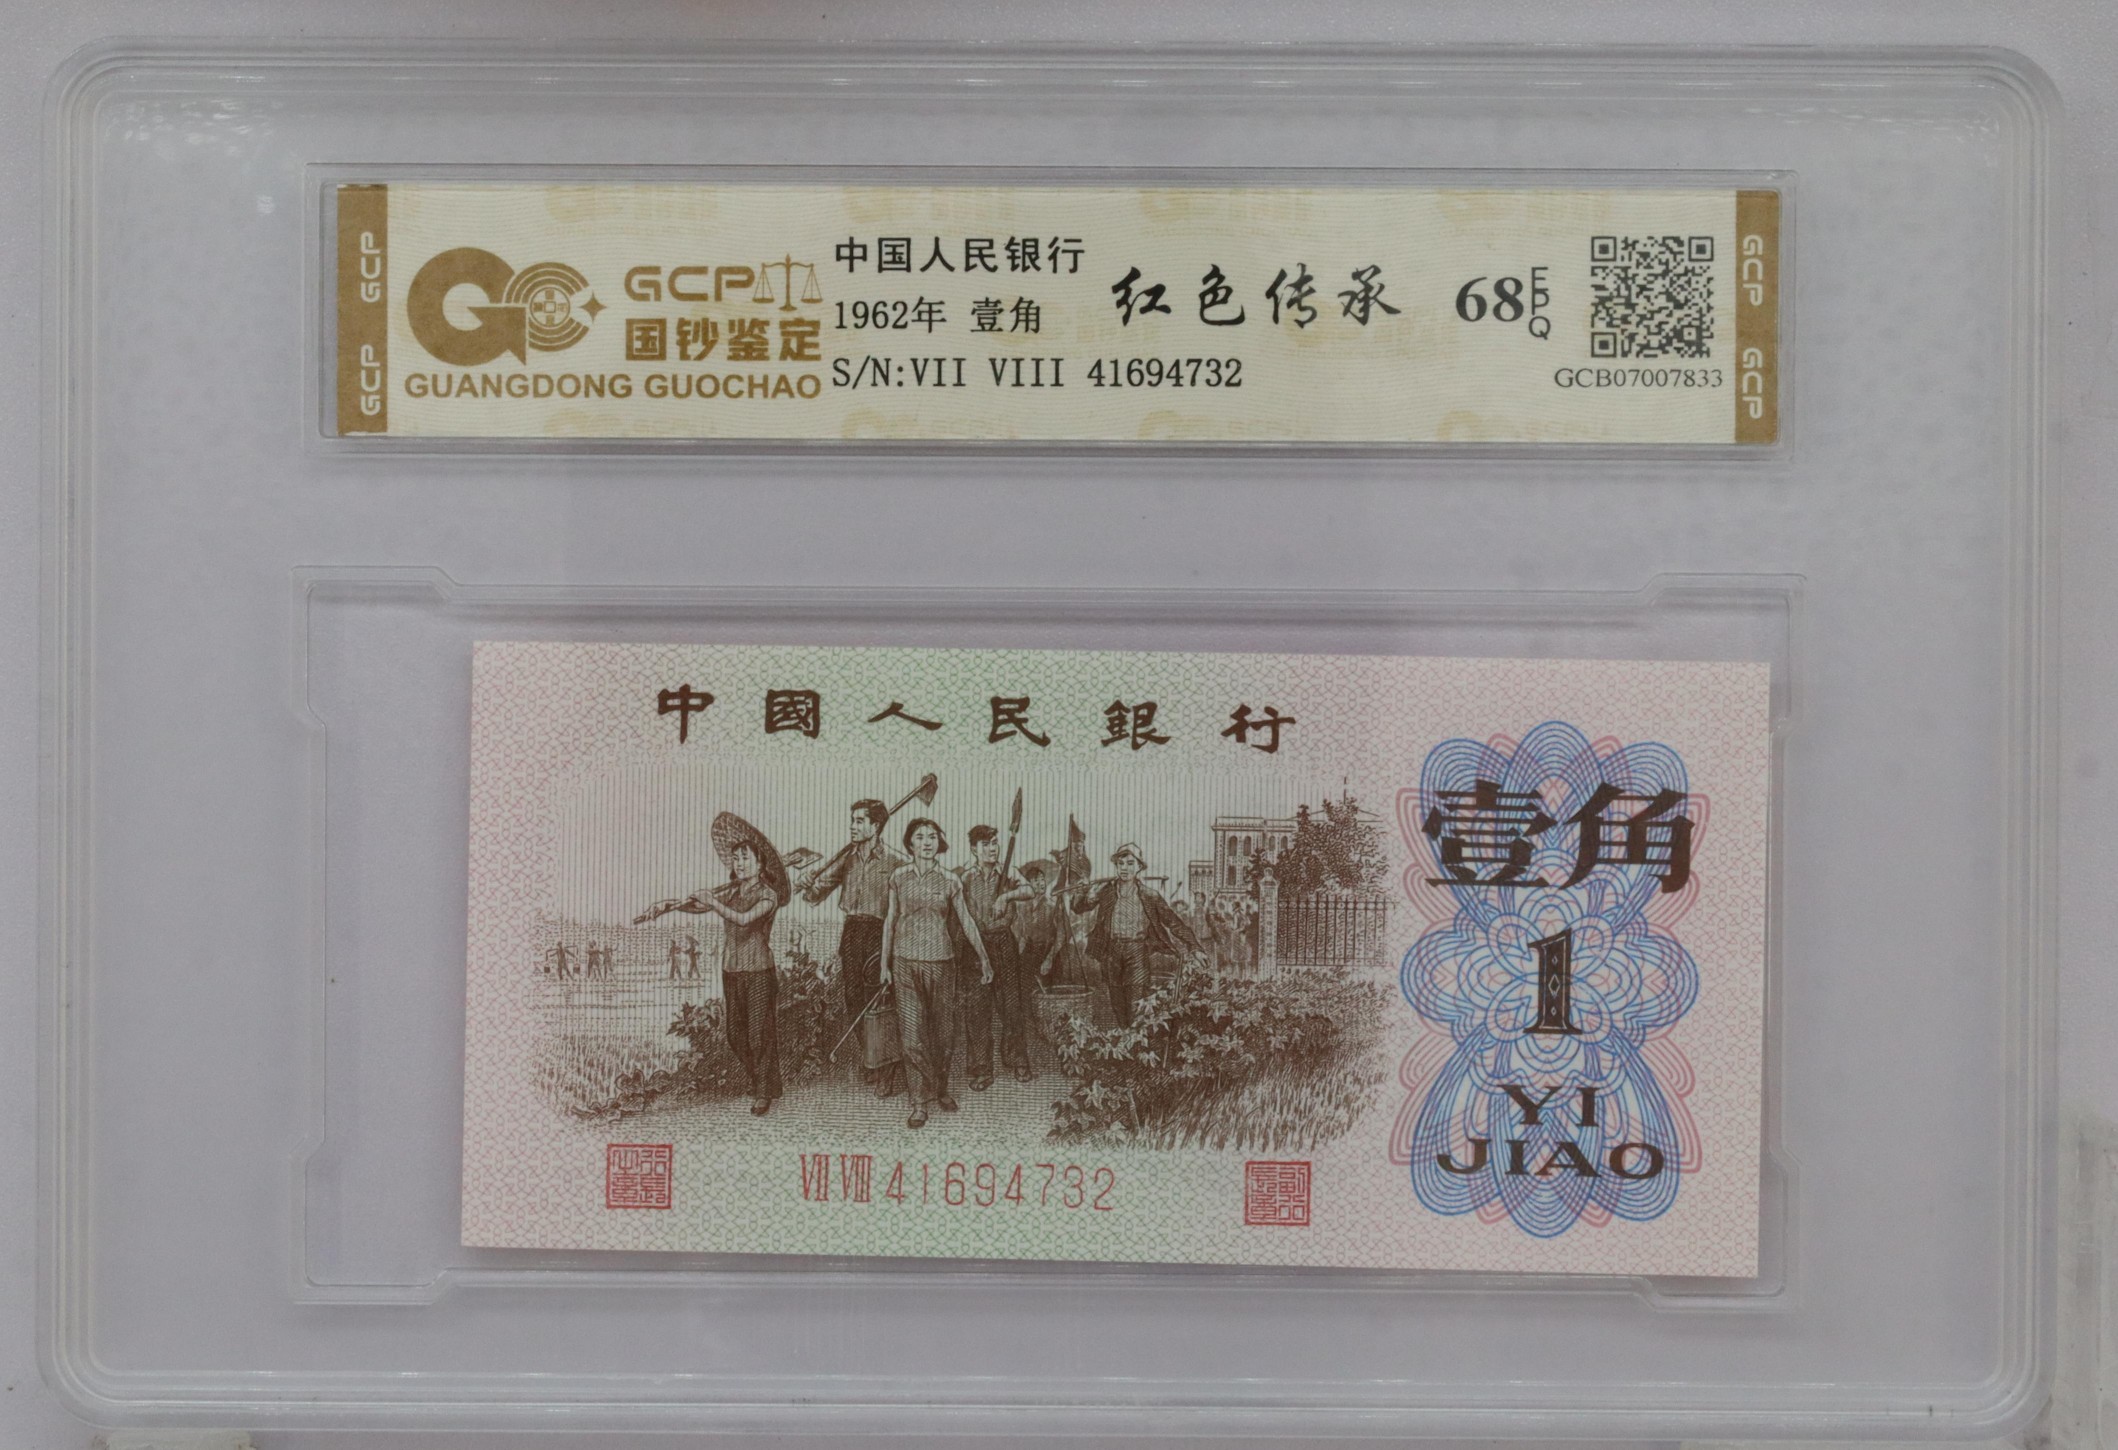 GCP GCP
GCP
国钞鉴定
GUANGDONG GUOCHAO
中国人民银行
1962年 壹角
S/N:VII VIII 41694732
红色传承
68 EPQ
GCB07007833
GCP GCP
中國人民銀行
壹角
1
YI
JIAO
VII VIII 41694732